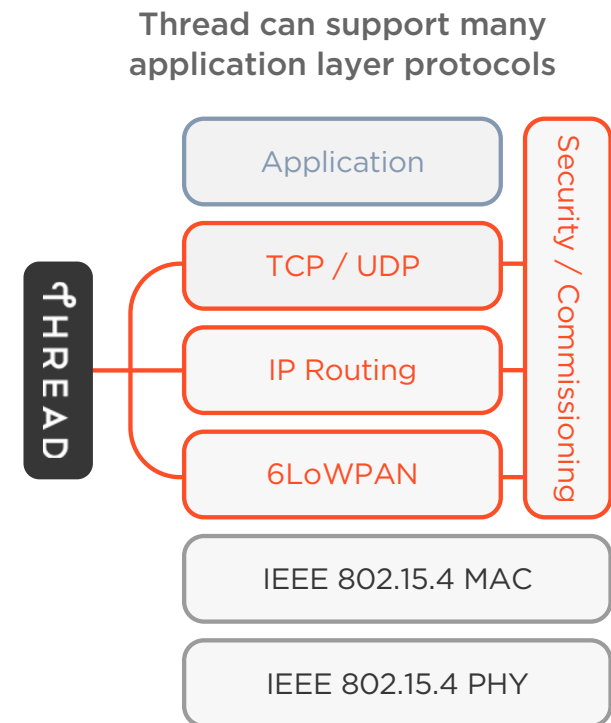 Thread can support many
application layer protocols
Application
TCP / UDP
IP Routing
6LoWPAN
Security / Commissioning
THREAD
IEEE 802.15.4 MAC
IEEE 802.15.4 PHY